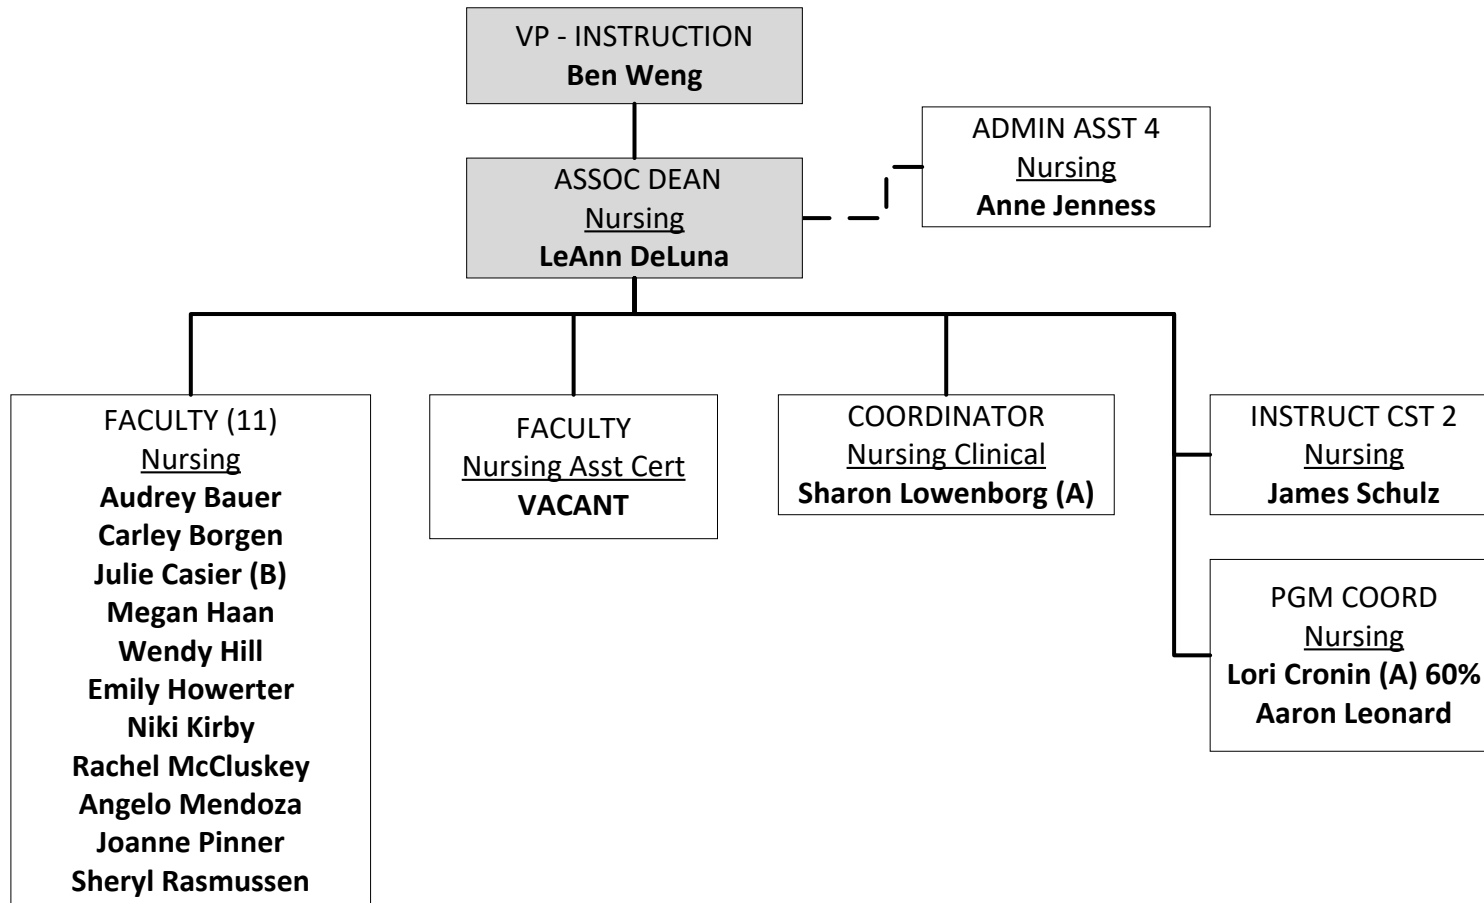 VP - INSTRUCTION
Ben Weng
ADMIN ASST 4
Nursing
Anne Jenness
ASSOC DEAN
Nursing
LeAnn DeLuna
FACULTY (11)
Nursing
Audrey Bauer
Carley Borgen
Julie Casier (B)
Megan Haan
Wendy Hill
Emily Howerter
Niki Kirby
Rachel McCluskey
Angelo Mendoza
Joanne Pinner
Sheryl Rasmussen
FACULTY
Nursing Asst Cert
VACANT
COORDINATOR
Nursing Clinical
Sharon Lowenborg (A)
INSTRUCT CST 2
Nursing
James Schulz
PGM COORD
Nursing
Lori Cronin (A) 60%
Aaron Leonard